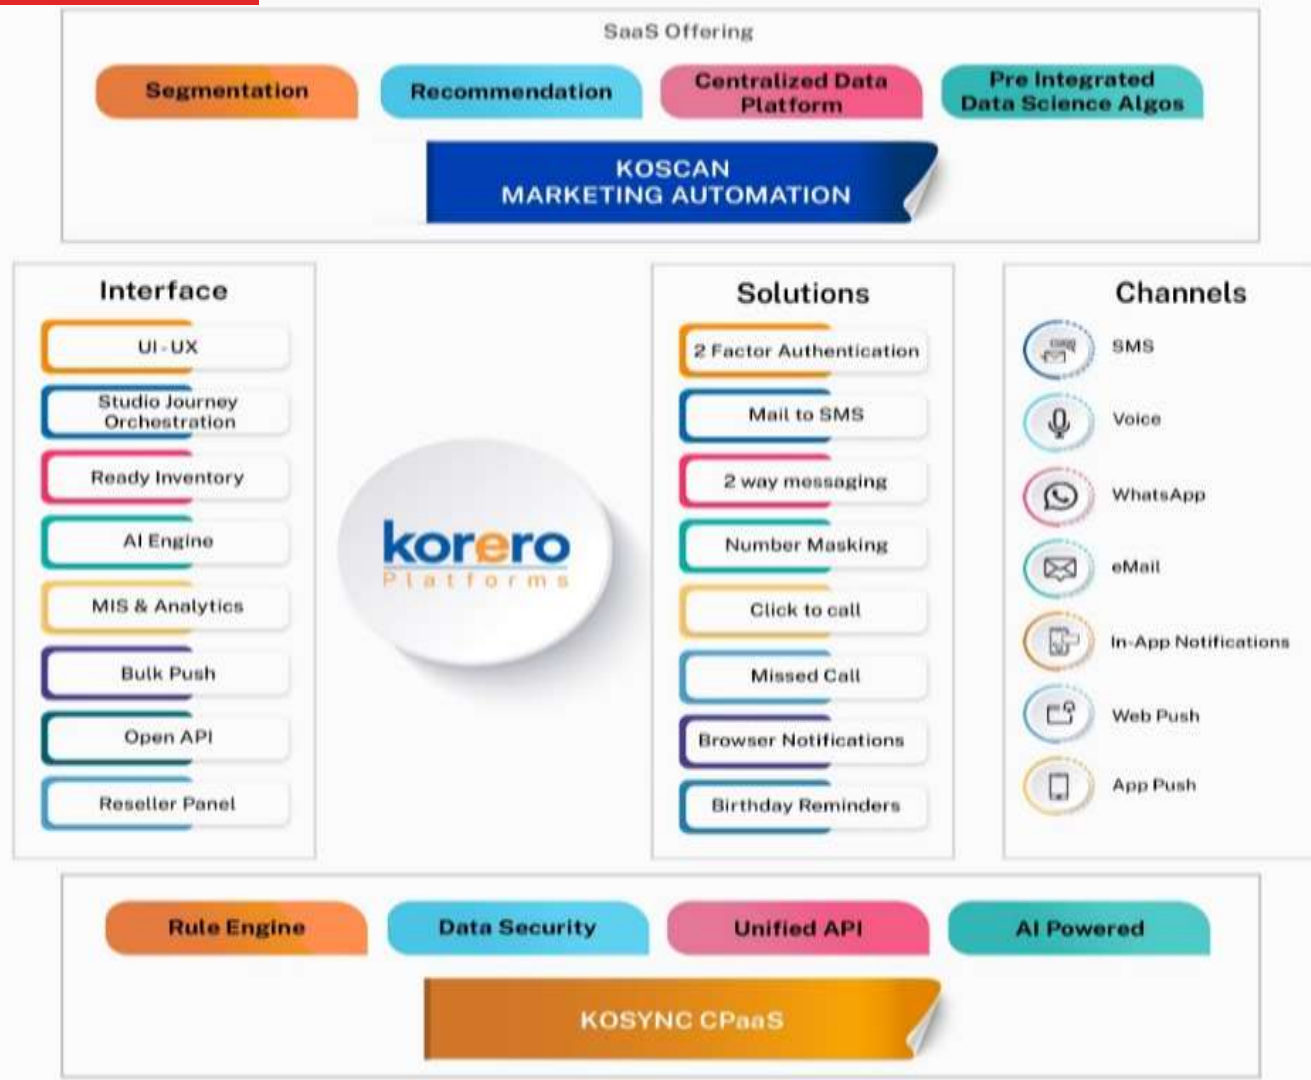 SaaS Offering
Segmentation
Recommendation
Centralized Data
Platform
Pre Integrated
Data Science Algos
KOSCAN
MARKETING AUTOMATION
Interface
UI-UX
Studio Journey
Orchestration
Ready Inventory
AI Engine
MIS & Analytics
Bulk Push
Open API
Reseller Panel
korero
Platforms
Solutions
2 Factor Authentication
Mail to SMS
2 way messaging
Number Masking
Click to call
Missed Call
Browser Notifications
Birthday Reminders
Channels
SMS
Voice
WhatsApp
eMail
In-App Notifications
Web Push
App Push
Rule Engine
Data Security
Unified API
AI Powered
KOSYNC CPaaS